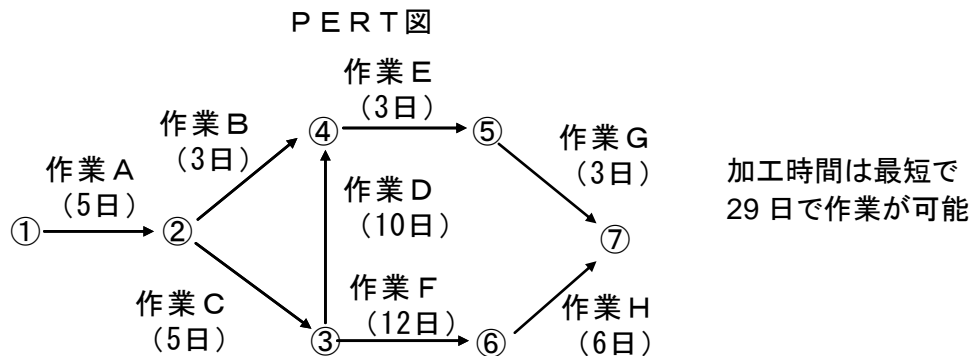 ＰＥＲＴ図
作業Ｅ
（3日）
作業Ｂ
（3日）
④
⑤
作業Ｇ
（3日）
作業Ａ
（5日）
作業Ｄ
（10日）
加工時間は最短で
29 日で作業が可能
①
②
⑦
作業Ｃ
（5日）
作業Ｆ
（12日）
作業Ｈ
（6日）
③
⑥